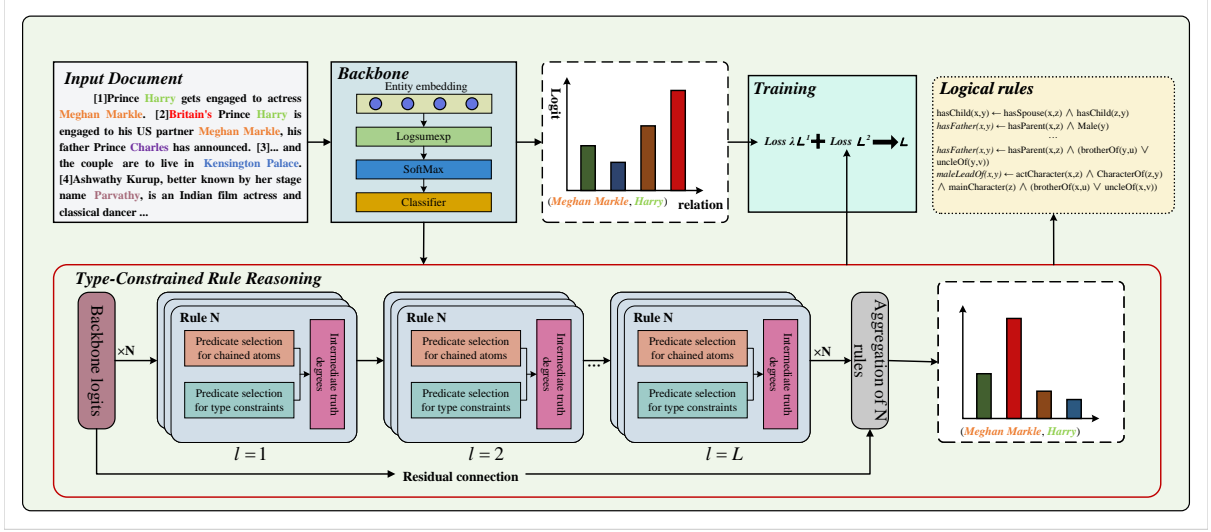 Input Document
[1]Prince Harry gets engaged to actress
Meghan Markle. [2]Britain's Prince Harry is
engaged to his US partner Meghan Markle, his
father Prince Charles has announced. [3]... and
the couple are to live in Kensington Palace.
[4]Ashwathy Kurup, better known by her stage
name Parvathy, is an Indian film actress and
classical dancer ...
Backbone
Entity embedding
Logsumexp
SoftMax
Classifier
Logit
(Meghan Markle, Harry) relation
Training
Loss λL¹ + Loss L² → L
Logical rules
hasChild(x,y) ← hasSpouse(x,z) ∧ hasChild(z,y)
hasFather(x,y) ← hasParent(x,z) ∧ Male(y)
...
hasFather(x,y) ← hasParent(x,z) ∧ (brotherOf(y,u) ∨
uncleOf(y,v))
maleLeadOf(x,y) ← actCharacter(x,z) ∧ CharacterOf(z,y)
∧ mainCharacter(z) ∧ (brotherOf(x,u) ∨ uncleOf(x,v))
Type-Constrained Rule Reasoning
Backbone logits
×N
Rule N
Predicate selection
for chained atoms
Predicate selection
for type constraints
Intermediate truth
degrees
l = 1
Rule N
Predicate selection
for chained atoms
Predicate selection
for type constraints
Intermediate truth
degrees
l = 2
...
Rule N
Predicate selection
for chained atoms
Predicate selection
for type constraints
Intermediate truth
degrees
l = L
×N
Aggregation of N
rules
Residual connection
(Meghan Markle, Harry)